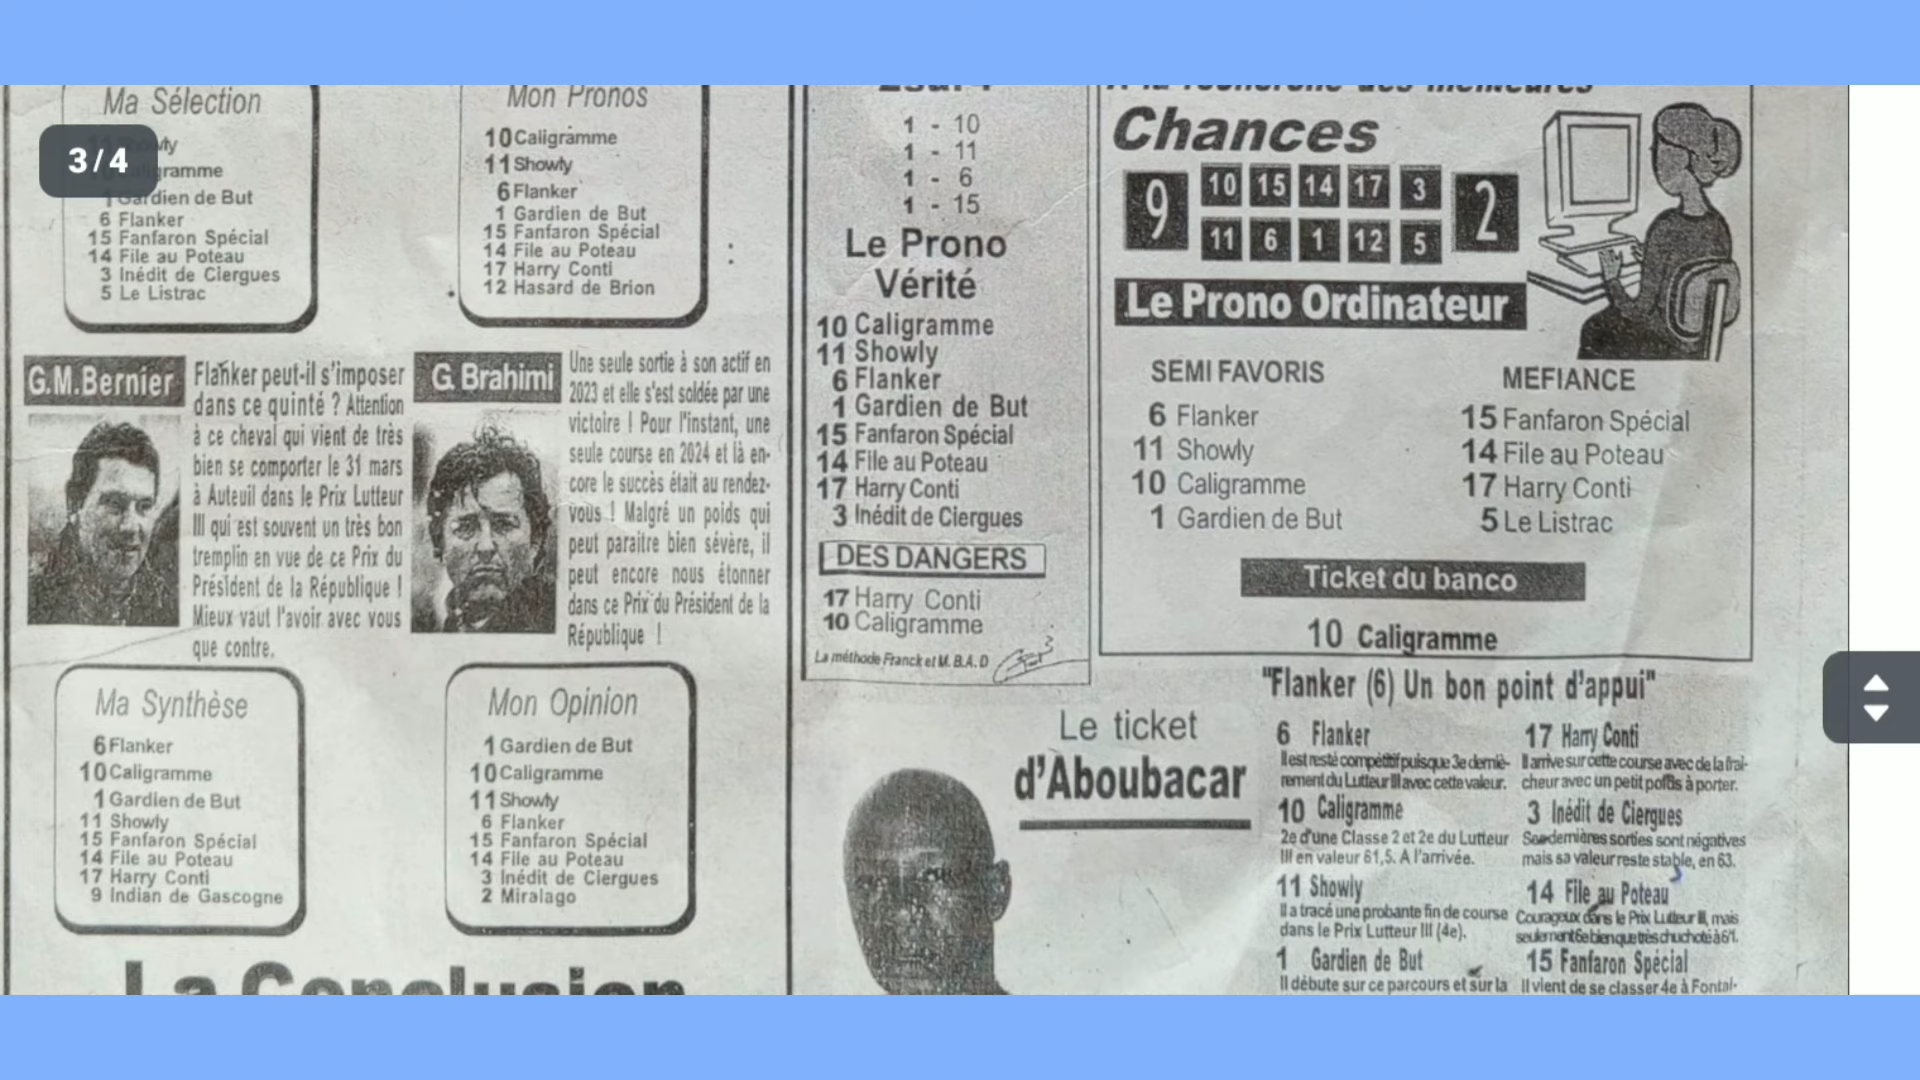 3/4
Ma Sélection
6 Flanker
15 Fanfaron Spécial
14 File au Poteau
3 Inédit de Ciergues
5 Le Listrac
Mon Pronos
10 Caligramme
11 Showly
6 Flanker
1 Gardien de But
15 Fanfaron Spécial
14 File au Poteau
17 Harry Conti
12 Hasard de Brion
G.M.Bernier
Flanker peut-il s'imposer
dans ce quinté ? Attention
à ce cheval qui vient de très
bien se comporter le 31 mars
à Auteuil dans le Prix Lutteur
III qui est souvent un très bon
tremplin en vue de ce Prix du
Président de la République !
Mieux vaut l'avoir avec vous
que contre.
G. Brahimi
Une seule sortie à son actif en
2023 et elle s'est soldée par une
victoire ! Pour l'instant, une
seule course en 2024 et là en-
core le succès était au rendez-
vous ! Malgré un poids qui
peut paraitre bien sévère, il
peut encore nous étonner
dans ce Prix du Président de la
République !
Ma Synthèse
6 Flanker
10 Caligramme
1 Gardien de But
11 Showly
15 Fanfaron Spécial
14 File au Poteau
17 Harry Conti
9 Indian de Gascogne
Mon Opinion
1 Gardien de But
10 Caligramme
11 Showly
6 Flanker
15 Fanfaron Spécial
14 File au Poteau
3 Inédit de Ciergues
2 Miralago
La Conclusion
1 - 10
1 - 11
1 - 6
1 - 15
Le Prono
Vérité
10 Caligramme
11 Showly
6 Flanker
1 Gardien de But
15 Fanfaron Spécial
14 File au Poteau
17 Harry Conti
3 Inédit de Ciergues
DES DANGERS
17 Harry Conti
10 Caligramme
La méthode Franck et M. B.A.D
A la recherche des meilleures
Chances
9 10 15 14 17 3 2
11 6 1 12 5
Le Prono Ordinateur
SEMI FAVORIS
6 Flanker
11 Showly
10 Caligramme
1 Gardien de But
MEFIANCE
15 Fanfaron Spécial
14 File au Poteau
17 Harry Conti
5 Le Listrac
Ticket du banco
10 Caligramme
Le ticket
d'Aboubacar
"Flanker (6) Un bon point d'appui"
6 Flanker
Il est resté compétitif puisque 3e derniè-
rement du Lutteur III avec cette valeur.
10 Caligramme
2e d'une Classe 2 et 2e du Lutteur
III en valeur 61,5. A l'arrivée.
11 Showly
Il a tracé une probante fin de course
dans le Prix Lutteur III (4e).
1 Gardien de But
Il débute sur ce parcours et sur la
17 Harry Conti
Il arrive sur cette course avec de la fraî-
cheur avec un petit poids à porter.
3 Inédit de Ciergues
dernières sorties sont négatives
mais sa valeur reste stable, en 63.
14 File au Poteau
Courageux dans le Prix Lutteur III, mais
seulement 6e bien que très chuchoté à 6/1.
15 Fanfaron Spécial
Il vient de se classer 4e à Fontai-